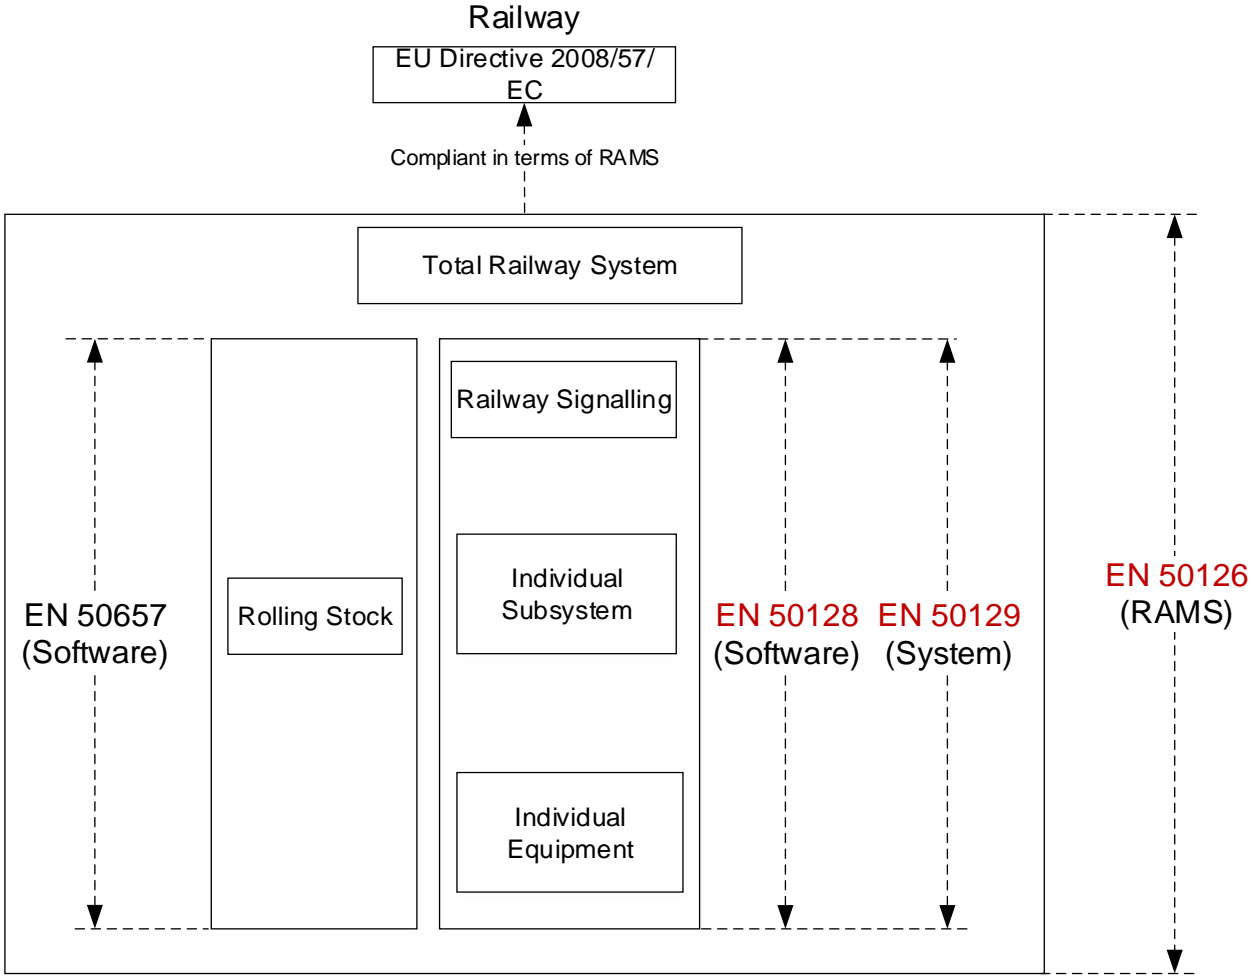 Railway
EU Directive 2008/57/
EC
Compliant in terms of RAMS
Total Railway System
Railway Signalling
Individual
Subsystem
Rolling Stock
Individual
Equipment
EN 50657
(Software)
EN 50128
(Software)
EN 50129
(System)
EN 50126
(RAMS)